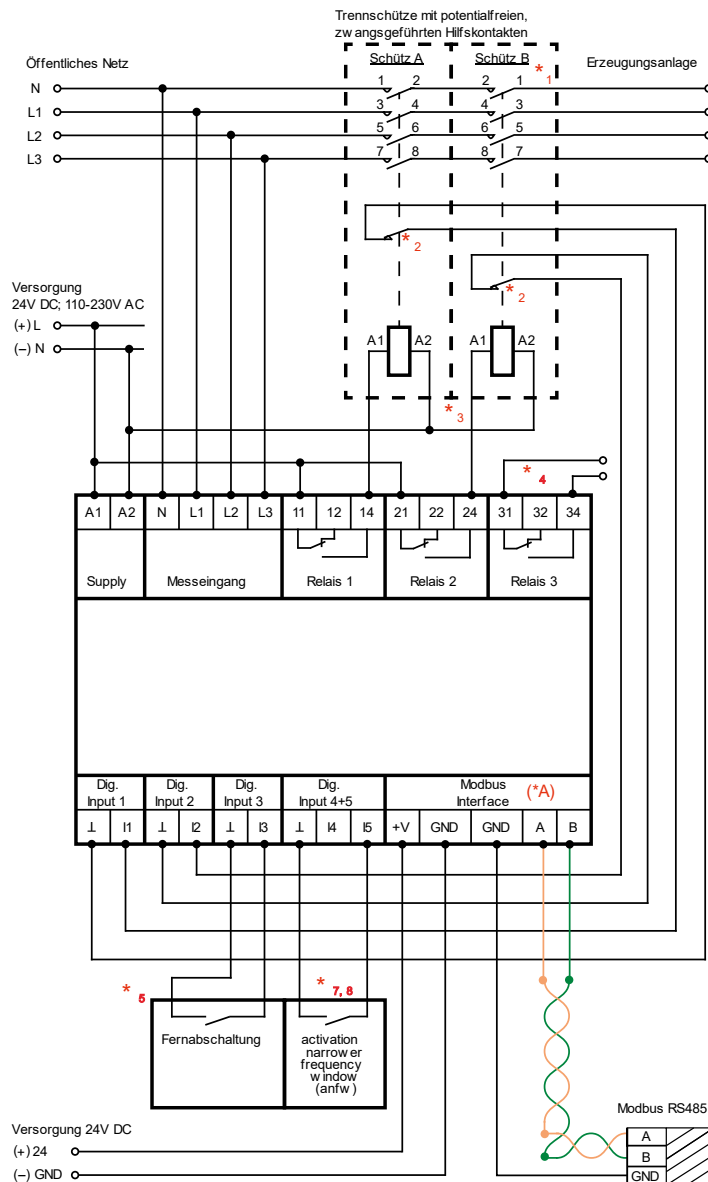 Trennschütze mit potentialfreien,
zwangsgeführten Hilfskontakten
Öffentliches Netz
Schütz A
Schütz B
*1
Erzeugungsanlage
N 1 2 2 1
L1 3 4 4 3
L2 5 6 6 5
L3 7 8 8 7
*2
*2
Versorgung
24V DC; 110-230V AC
(+) L
(–) N
A1 A2 A1 A2
*3
*4
A1 A2 N L1 L2 L3 11 12 14 21 22 24 31 32 34
Supply Messeingang Relais 1 Relais 2 Relais 3
Dig. Input 1
Dig. Input 2
Dig. Input 3
Dig. Input 4+5
Modbus Interface
(*A)
⊥ I1 ⊥ I2 ⊥ I3 ⊥ I4 I5 +V GND GND A B
*5
*7, 8
Fernabschaltung
activation
narrower
frequency
window
(anfw)
Modbus RS485
A
B
GND
Versorgung 24V DC
(+) 24
(–) GND